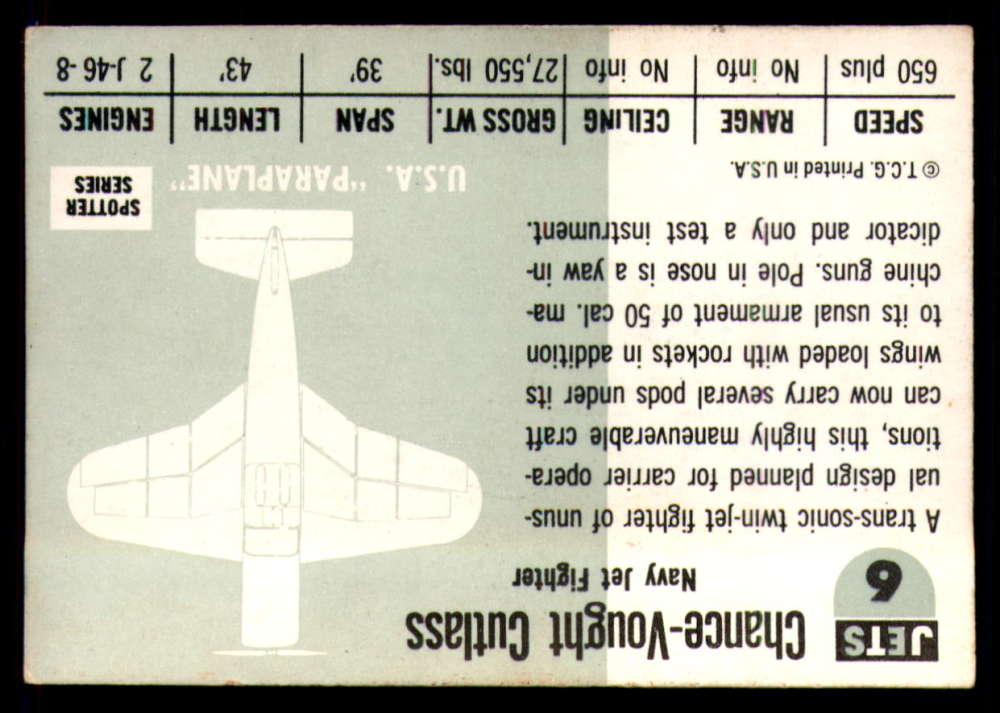 JETS
9
Chance-Vought Cutlass
Navy Jet Fighter
A trans-sonic twin-jet fighter of unus-
ual design planned for carrier opera-
tions, this highly maneuverable craft
can now carry several pods under its
wings loaded with rockets in addition
to its usual armament of 50 cal. ma-
chine guns. Pole in nose is a yaw in-
dicator and only a test instrument.
© T.C.G. Printed in U.S.A.
U.S.A. "PARAPLANE"
SPOTTER
SERIES
SPEED RANGE CEILING GROSS WT. SPAN LENGTH ENGINES
650 plus No info No info 27,550 lbs. 39' 43' 2 J-46-8